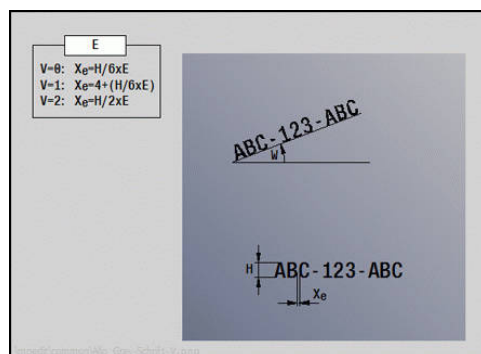 E
V=0: Xe=H/6xE
V=1: Xe=4+(H/6xE)
V=2: Xe=H/2xE
ABC-123-ABC
W
H
ABC-123-ABC
Xe